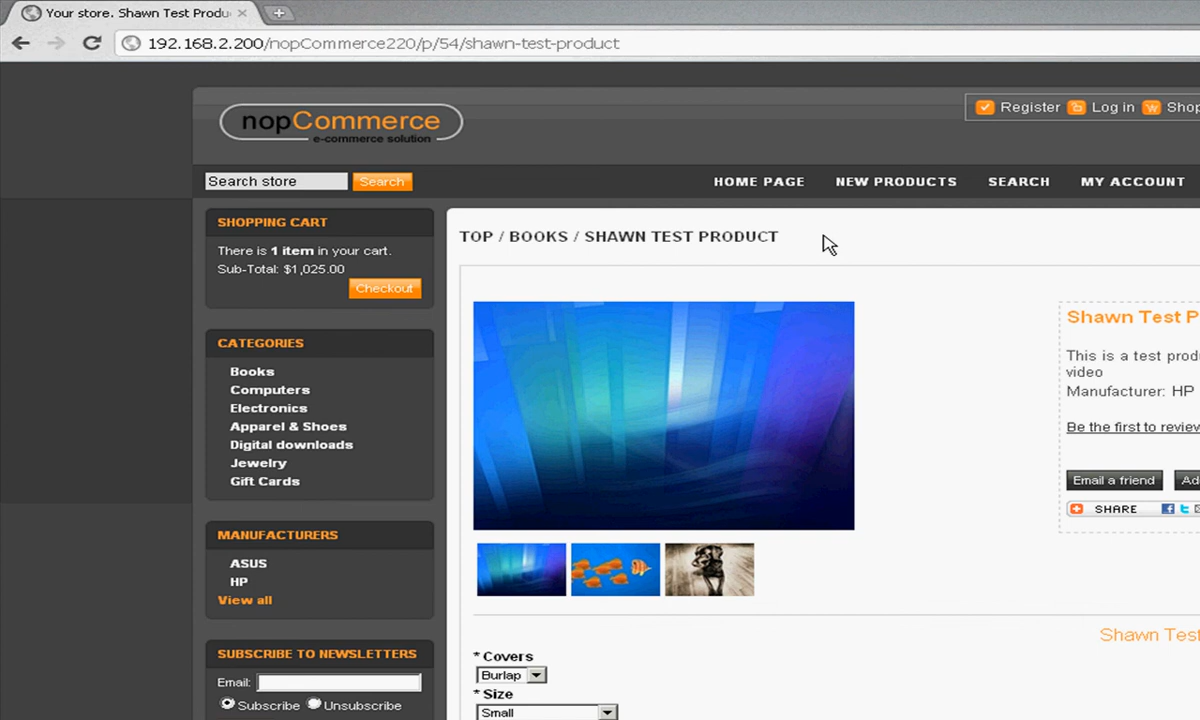 Your store. Shawn Test Produ
192.168.2.200/nopCommerce220/p/54/shawn-test-product
nopCommerce
e-commerce solution
Register Log in Shop
Search store Search
HOME PAGE NEW PRODUCTS SEARCH MY ACCOUNT
SHOPPING CART
There is 1 item in your cart.
Sub-Total: $1,025.00
Checkout
CATEGORIES
Books
Computers
Electronics
Apparel & Shoes
Digital downloads
Jewelry
Gift Cards
MANUFACTURERS
ASUS
HP
View all
SUBSCRIBE TO NEWSLETTERS
Email:
Subscribe Unsubscribe
TOP / BOOKS / SHAWN TEST PRODUCT
Shawn Test P
This is a test prod
video
Manufacturer: HP
Be the first to review
Email a friend Ad
SHARE
Shawn Test
* Covers
Burlap
* Size
Small